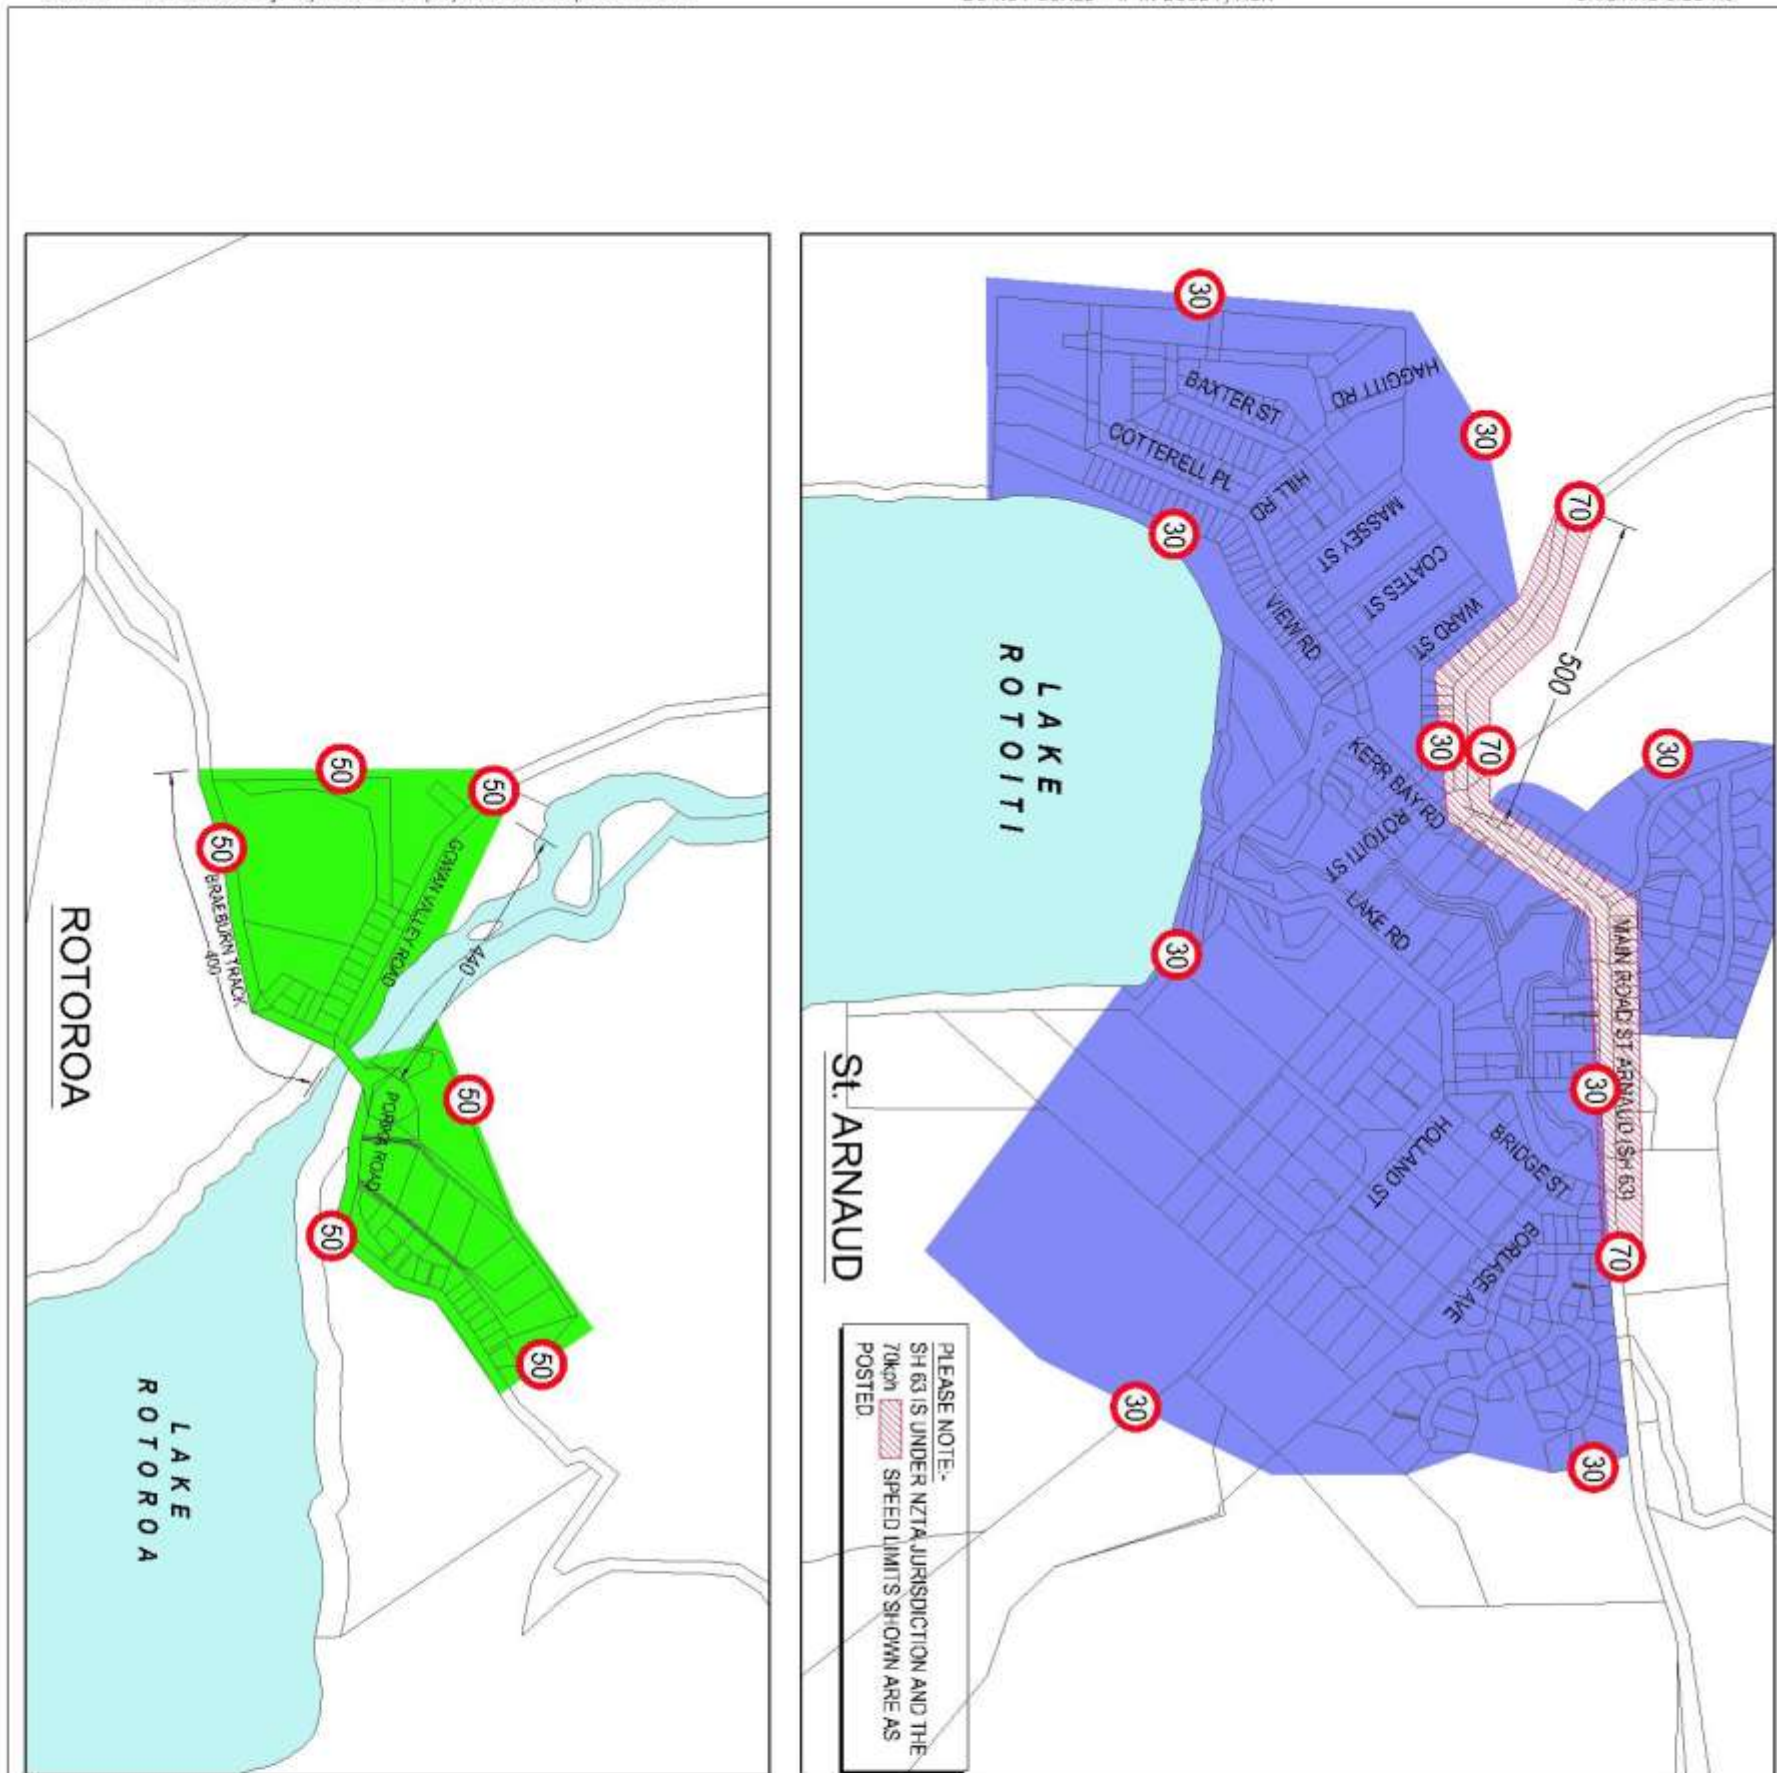 St. ARNAUD
LAKE
ROTOITI
HAGGITT RD
BAXTER ST
COTTERELL PL
HILL RD
MASSEY ST
COATES ST
WARD ST
VIEW RD
KERR BAY RD
ROTOITI ST
LAKE RD
MAIN ROAD ST ARNAUD (SH 63)
HOLLAND ST
BRIDGE ST
BORLASE AVE
500
30
30
30
30
30
30
30
30
30
70
70
70
PLEASE NOTE:-
SH 63 IS UNDER NZTA JURISDICTION AND THE
70kph SPEED LIMITS SHOWN ARE AS
POSTED.
ROTOROA
LAKE
ROTOROA
GOWAN VALLEY ROAD
BRAEBURN TRACK
400
440
PORIKA ROAD
50
50
50
50
50
50